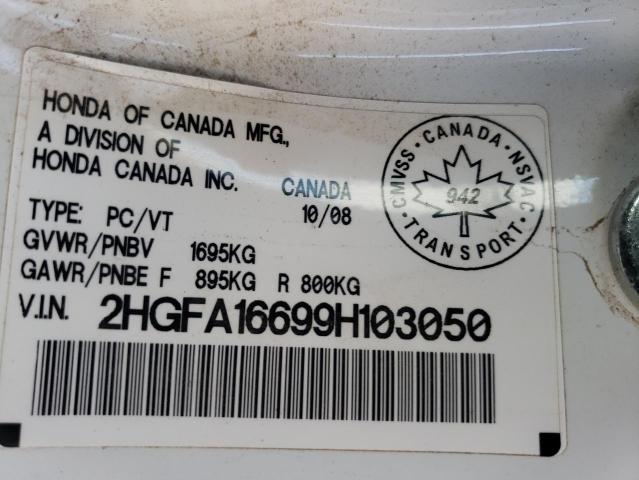 HONDA OF CANADA MFG.,
A DIVISION OF
HONDA CANADA INC.
CANADA
TYPE: PC/VT 10/08
GVWR/PNBV 1695KG
GAWR/PNBE F 895KG R 800KG
V.I.N. 2HGFA16699H103050
CMVSS · CANADA · NSVAC · TRANSPORT ·
942